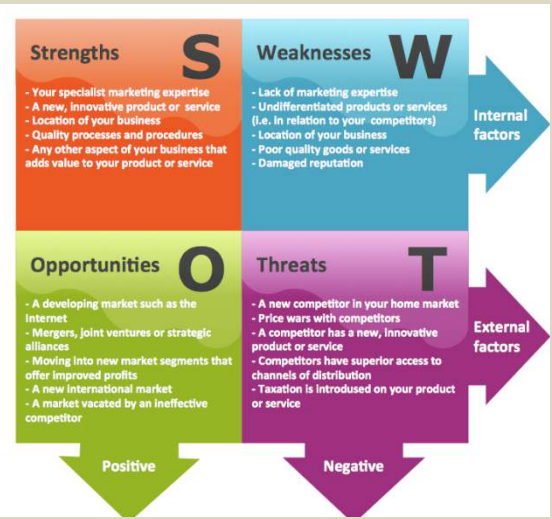 Strengths S
- Your specialist marketing expertise
- A new, innovative product or service
- Location of your business
- Quality processes and procedures
- Any other aspect of your business that
adds value to your product or service
Weaknesses W
- Lack of marketing expertise
- Undifferentiated products or services
(i.e. in relation to your competitors)
- Location of your business
- Poor quality goods or services
- Damaged reputation
Internal
factors
Opportunities O
- A developing market such as the
Internet
- Mergers, joint ventures or strategic
alliances
- Moving into new market segments that
offer improved profits
- A new international market
- A market vacated by an ineffective
competitor
Threats T
- A new competitor in your home market
- Price wars with competitors
- A competitor has a new, innovative
product or service
- Competitors have superior access to
channels of distribution
- Taxation is introdused on your product
or service
External
factors
Positive
Negative